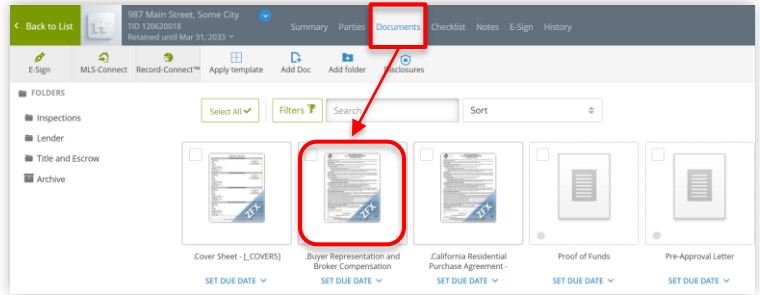 Back to List
987 Main Street, Some City
TID 120620018
Retained until Mar 31, 2033
Summary Parties Documents Checklist Notes E-Sign History
E-Sign MLS-Connect Record-Connect™ Apply template Add Doc Add folder Disclosures
FOLDERS
Inspections
Lender
Title and Escrow
Archive
Select All Filters Search Sort
ZFX ZFX ZFX
.Cover Sheet - [_COVERS]
SET DUE DATE
.Buyer Representation and
Broker Compensation
SET DUE DATE
.California Residential
Purchase Agreement -
SET DUE DATE
Proof of Funds
SET DUE DATE
Pre-Approval Letter
SET DUE DATE